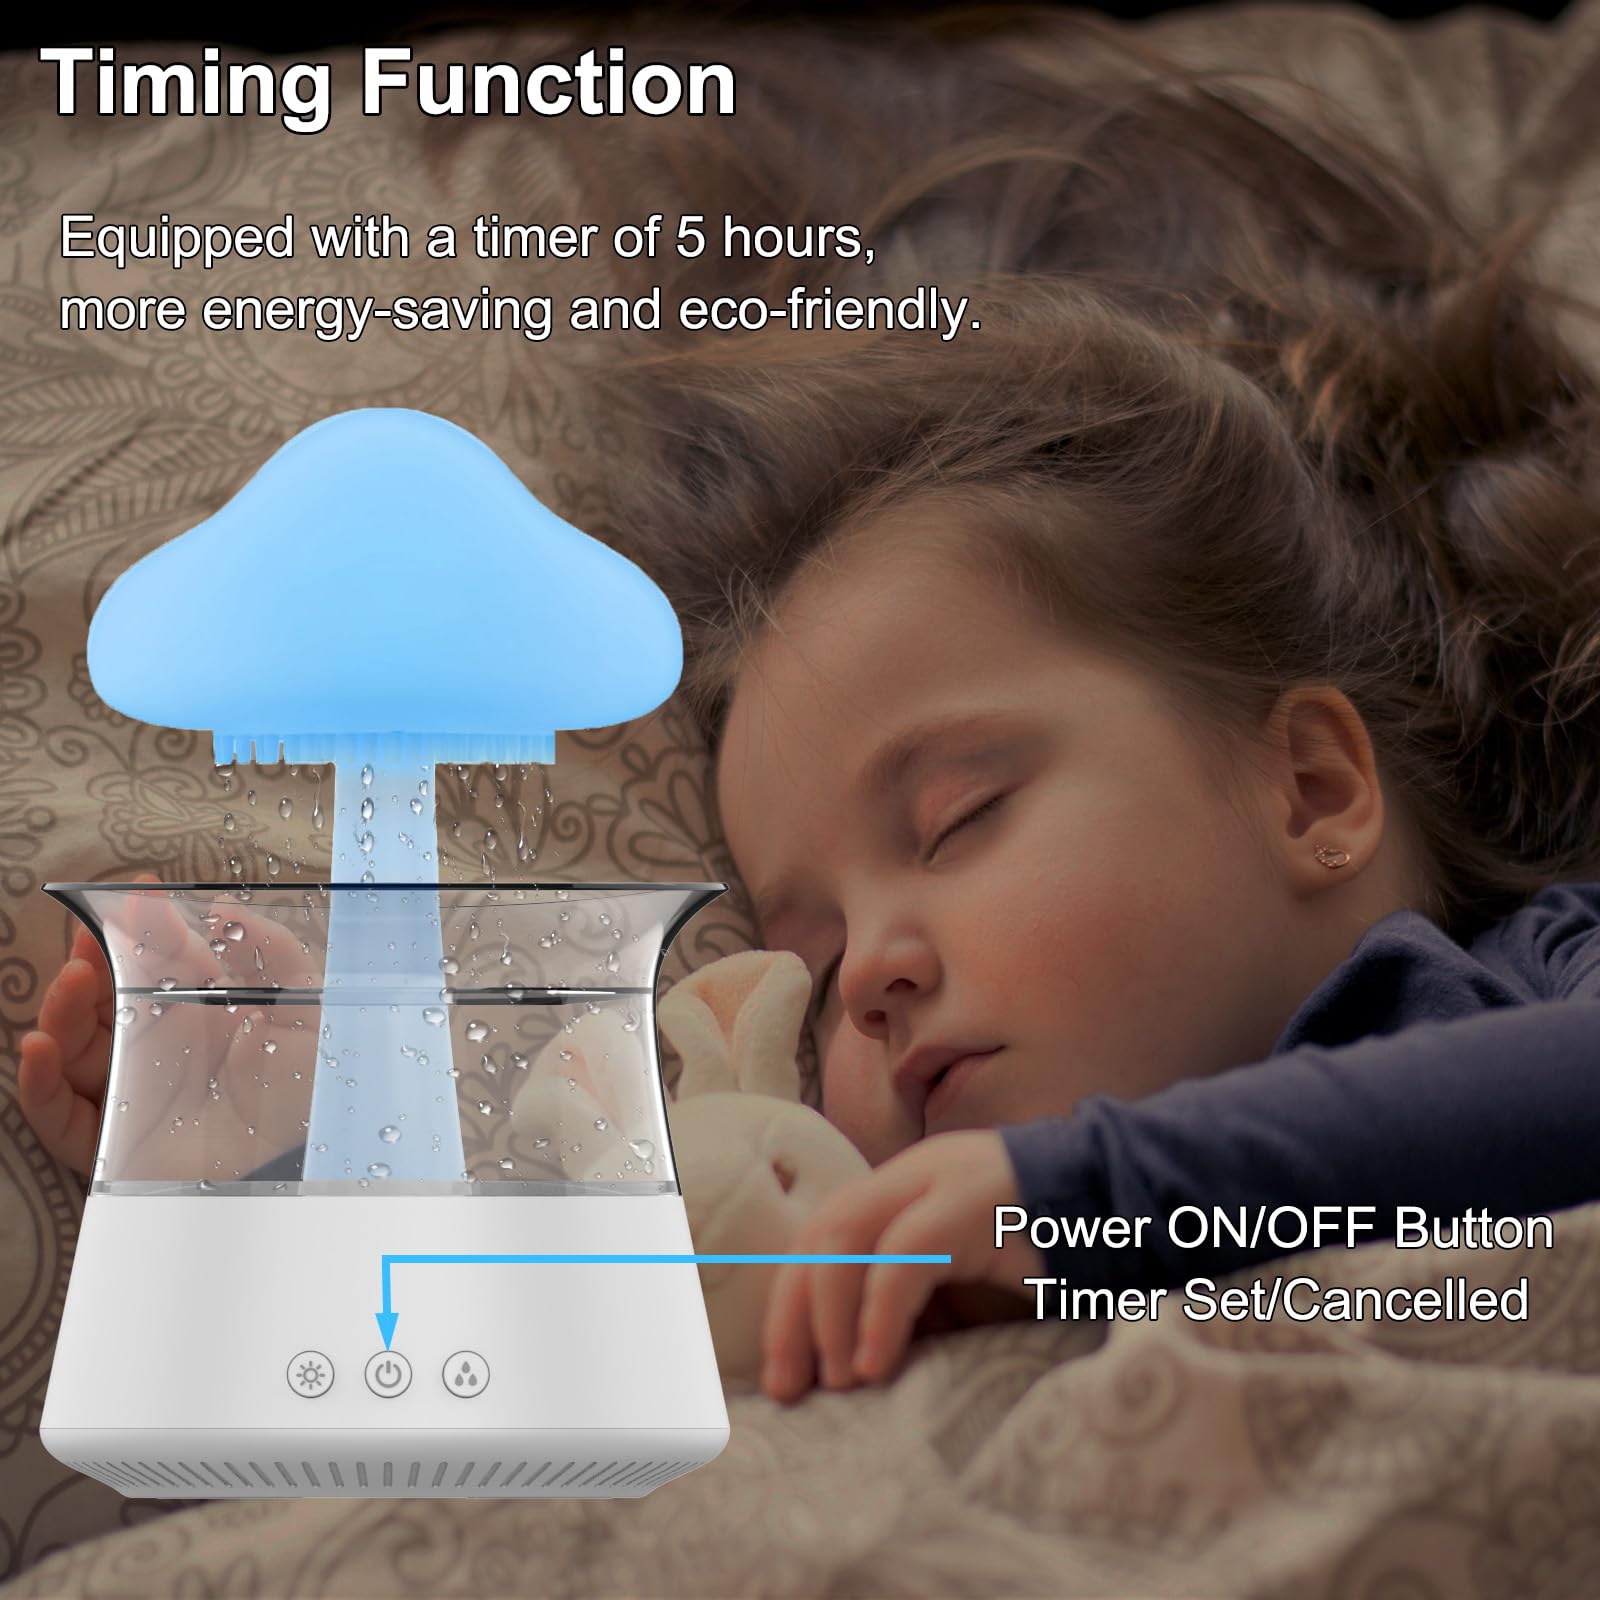 Timing Function
Equipped with a timer of 5 hours,
more energy-saving and eco-friendly.
Power ON/OFF Button
Timer Set/Cancelled